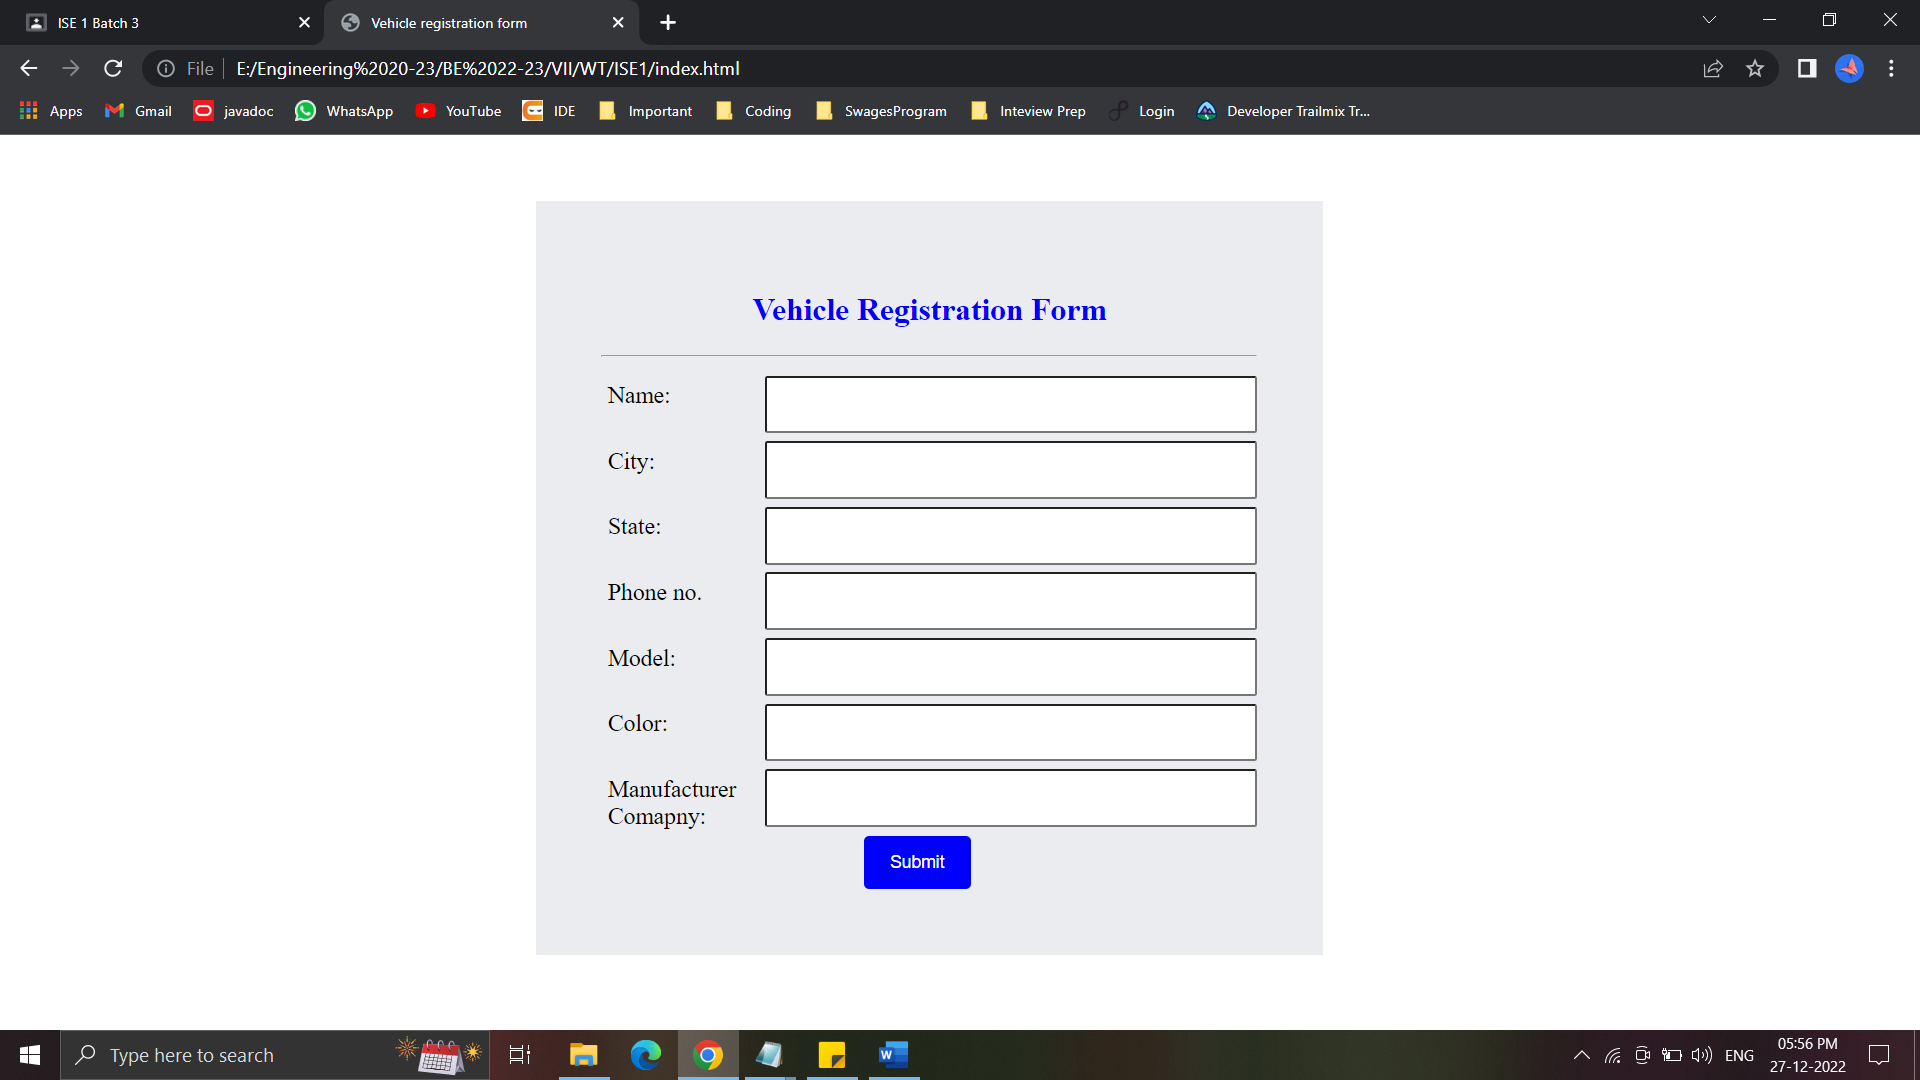 ISE 1 Batch 3
Vehicle registration form
File
E:/Engineering%2020-23/BE%2022-23/VII/WT/ISE1/index.html
Apps
Gmail
javadoc
WhatsApp
YouTube
IDE
Important
Coding
SwagesProgram
Inteview Prep
Login
Developer Trailmix Tr...
Vehicle Registration Form
Name:
City:
State:
Phone no.
Model:
Color:
Manufacturer
Comapny:
Submit
Type here to search
W
ENG
05:56 PM
27-12-2022